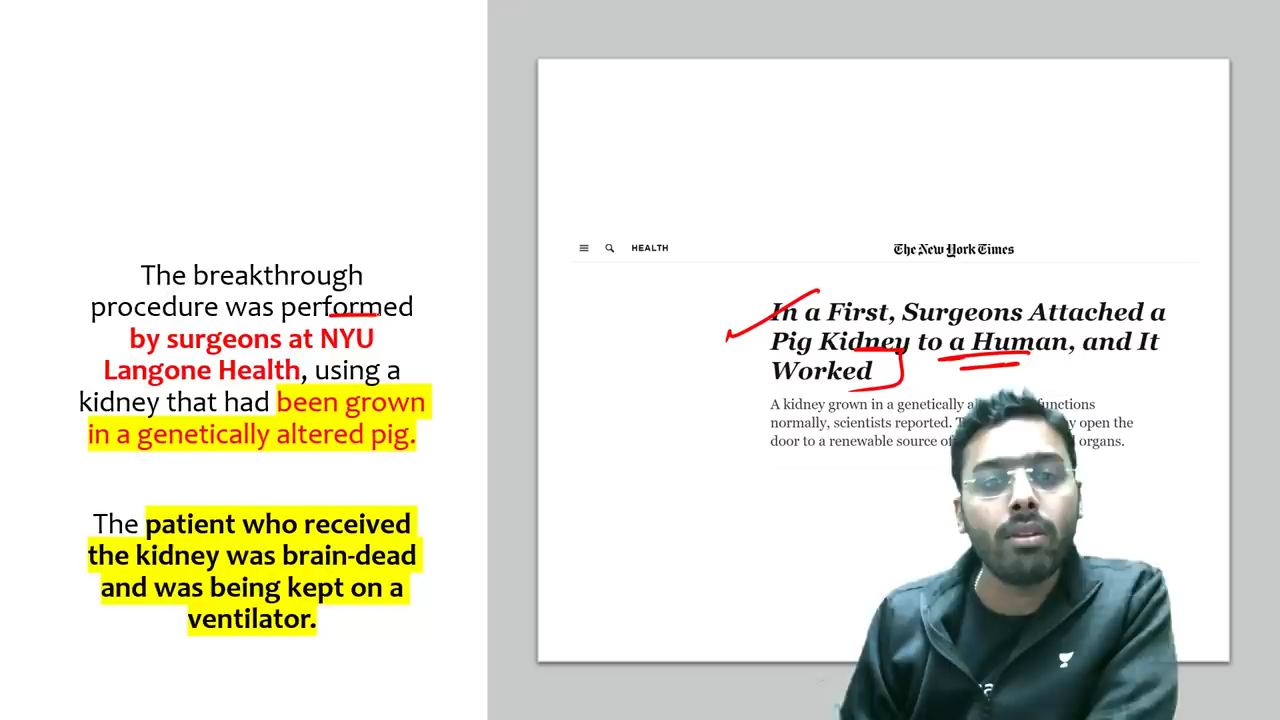 The breakthrough
procedure was performed
by surgeons at NYU
Langone Health, using a
kidney that had been grown
in a genetically altered pig.
The patient who received
the kidney was brain-dead
and was being kept on a
ventilator.
HEALTH
The New York Times
In a First, Surgeons Attached a
Pig Kidney to a Human, and It
Worked
A kidney grown in a genetically functions
normally, scientists reported. open the
door to a renewable source organs.